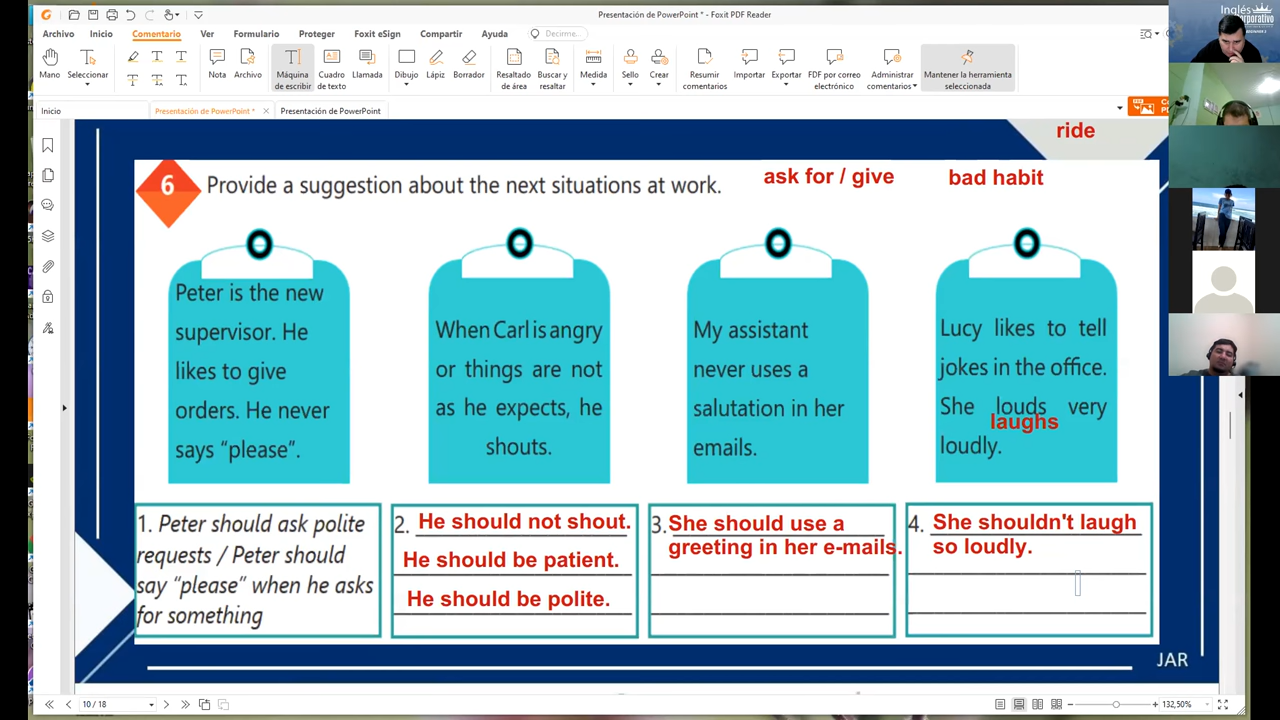 Presentación de PowerPoint * - Foxit PDF Reader
Archivo Inicio Comentario Ver Formulario Proteger Foxit eSign Compartir Ayuda Decirme...
Mano Seleccionar Nota Archivo Máquina de escribir Cuadro de texto Llamada Dibujo Lápiz Borrador Resaltado de área Buscar y resaltar Medida Sello Crear Resumir comentarios Importar Exportar FDF por correo electrónico Administrar comentarios Mantener la herramienta seleccionada
Inicio Presentación de PowerPoint * Presentación de PowerPoint
Inglés
Corporativo
ride
6 Provide a suggestion about the next situations at work.
ask for / give
bad habit
Peter is the new
supervisor. He
likes to give
orders. He never
says “please”.
When Carl is angry
or things are not
as he expects, he
shouts.
My assistant
never uses a
salutation in her
emails.
Lucy likes to tell
jokes in the office.
She louds very
laughs
loudly.
1. Peter should ask polite
requests / Peter should
say “please” when he asks
for something
2. He should not shout.
He should be patient.
He should be polite.
3. She should use a
greeting in her e-mails.
4. She shouldn't laugh
so loudly.
JAR
10 / 18
132,50%